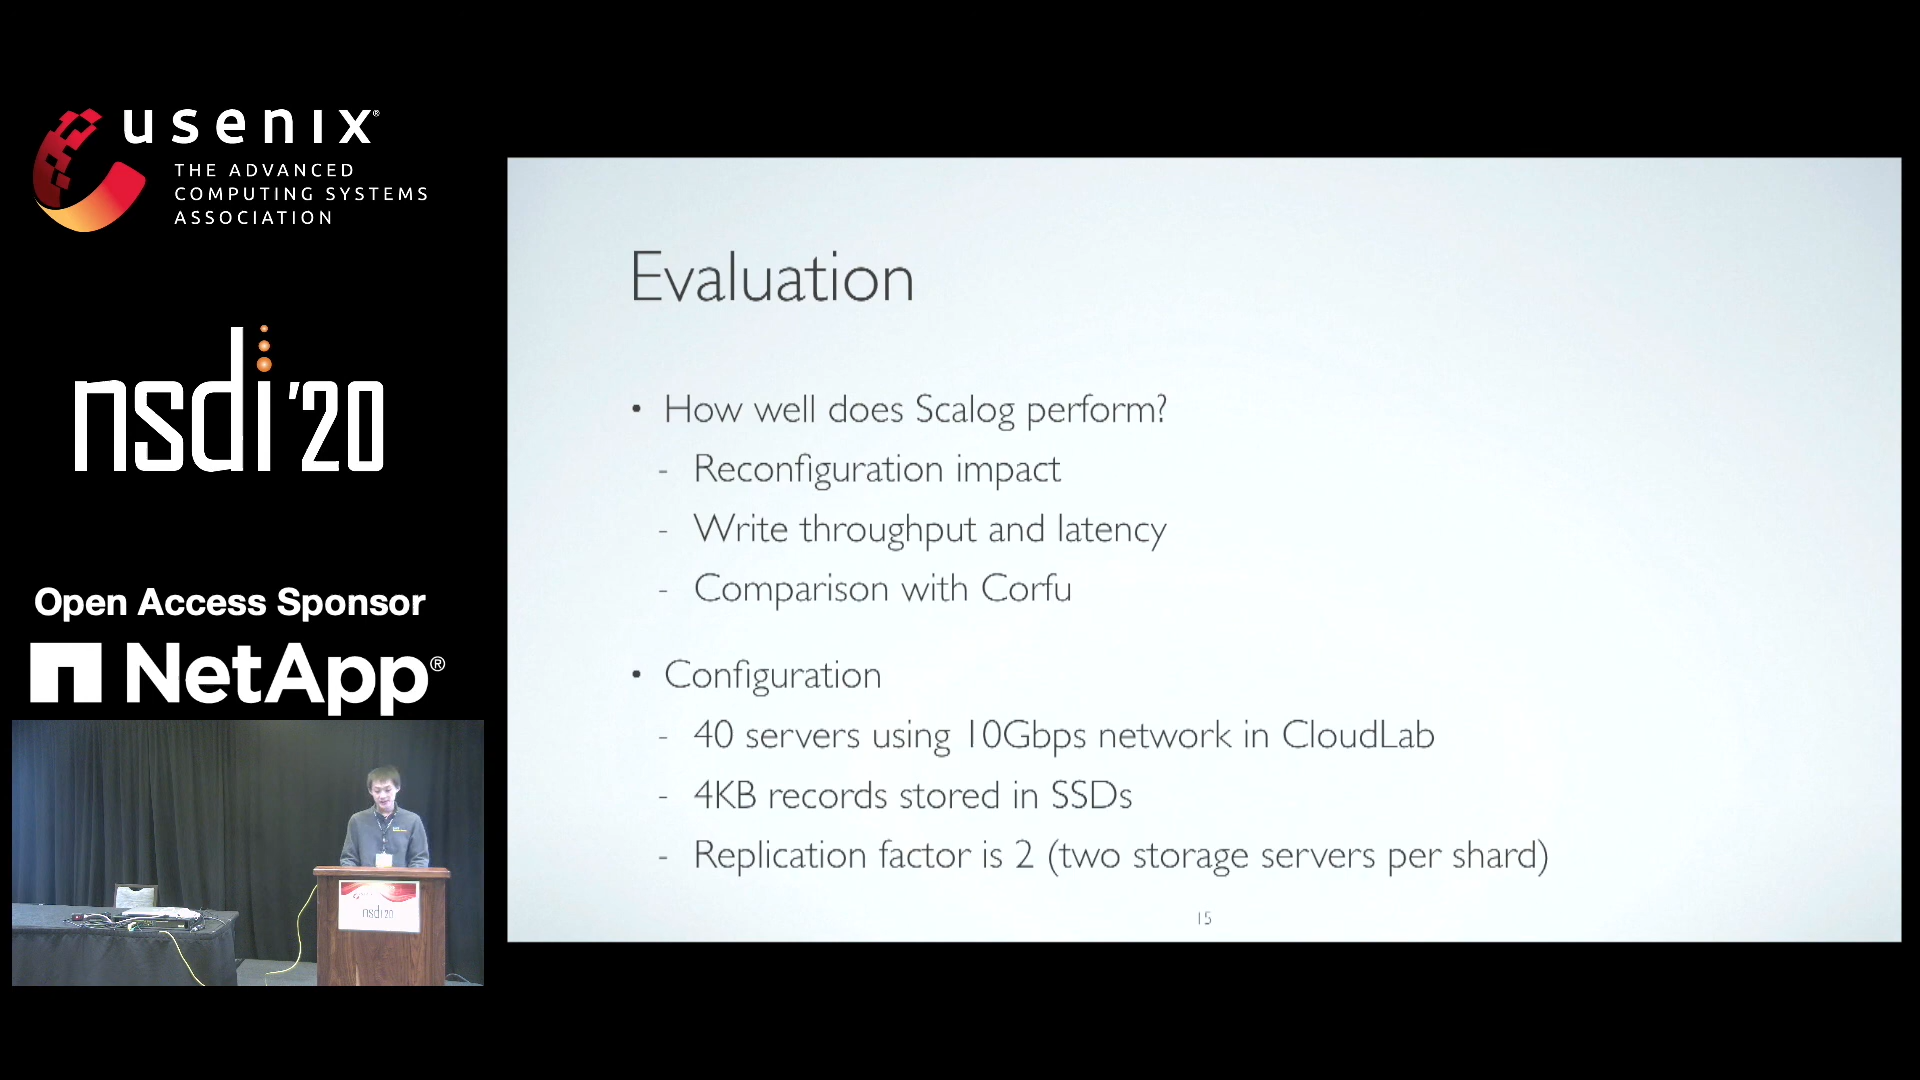 usenix®
THE ADVANCED
COMPUTING SYSTEMS
ASSOCIATION
nsdi'20
Open Access Sponsor
NetApp®
nsdi'20
Evaluation
• How well does Scalog perform?
- Reconfiguration impact
- Write throughput and latency
- Comparison with Corfu
• Configuration
- 40 servers using 10Gbps network in CloudLab
- 4KB records stored in SSDs
- Replication factor is 2 (two storage servers per shard)
15